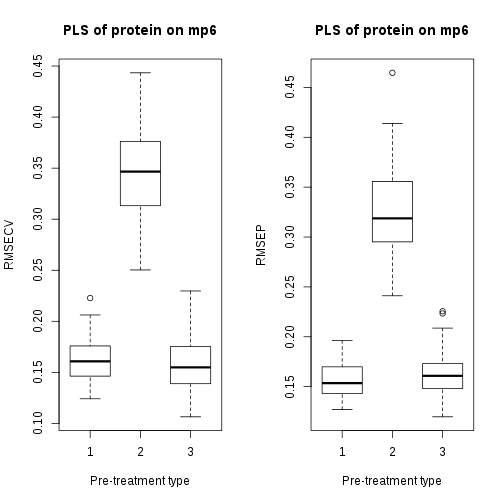 PLS of protein on mp6
RMSECV
0.45
0.40
0.35
0.30
0.25
0.20
0.15
0.10
1 2 3
Pre-treatment type
PLS of protein on mp6
RMSEP
0.45
0.40
0.35
0.30
0.25
0.20
0.15
1 2 3
Pre-treatment type